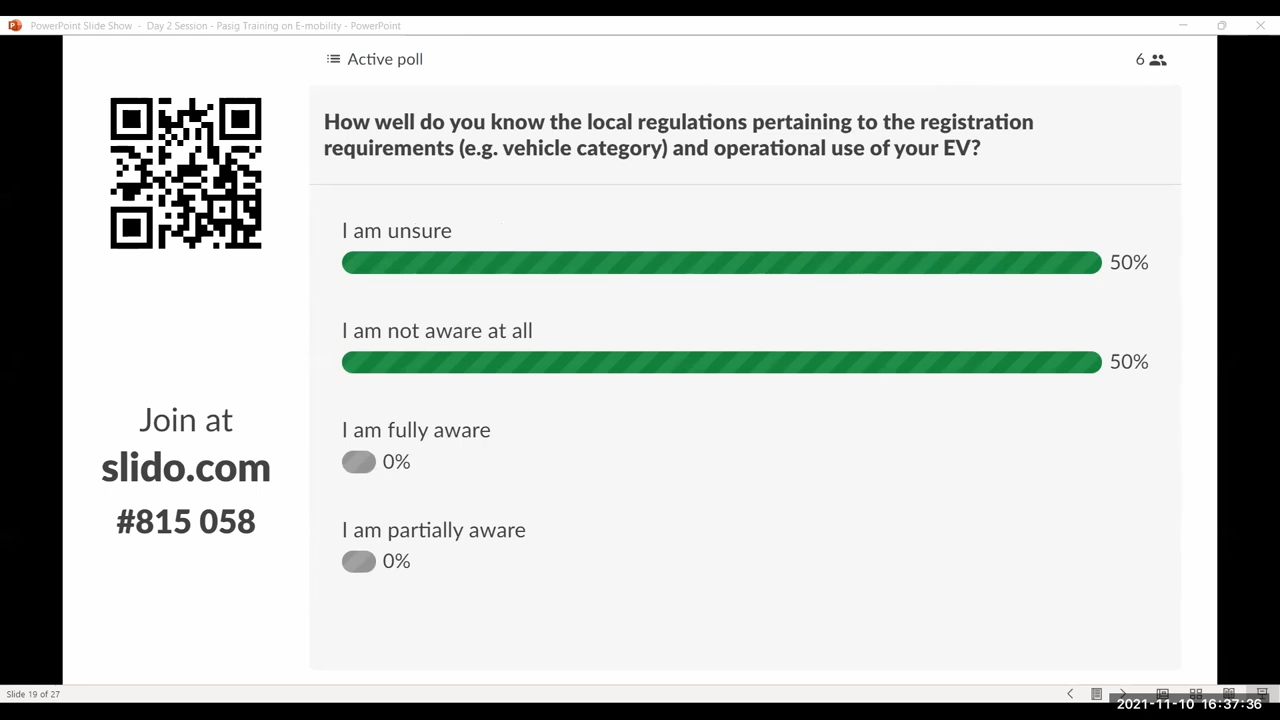 PowerPoint Slide Show - Day 2 Session - Pasig Training on E-mobility - PowerPoint
Active poll
6
How well do you know the local regulations pertaining to the registration
requirements (e.g. vehicle category) and operational use of your EV?
I am unsure
50%
I am not aware at all
50%
I am fully aware
0%
I am partially aware
0%
Join at
slido.com
#815 058
Slide 19 of 27
2021-11-10 16:37:36